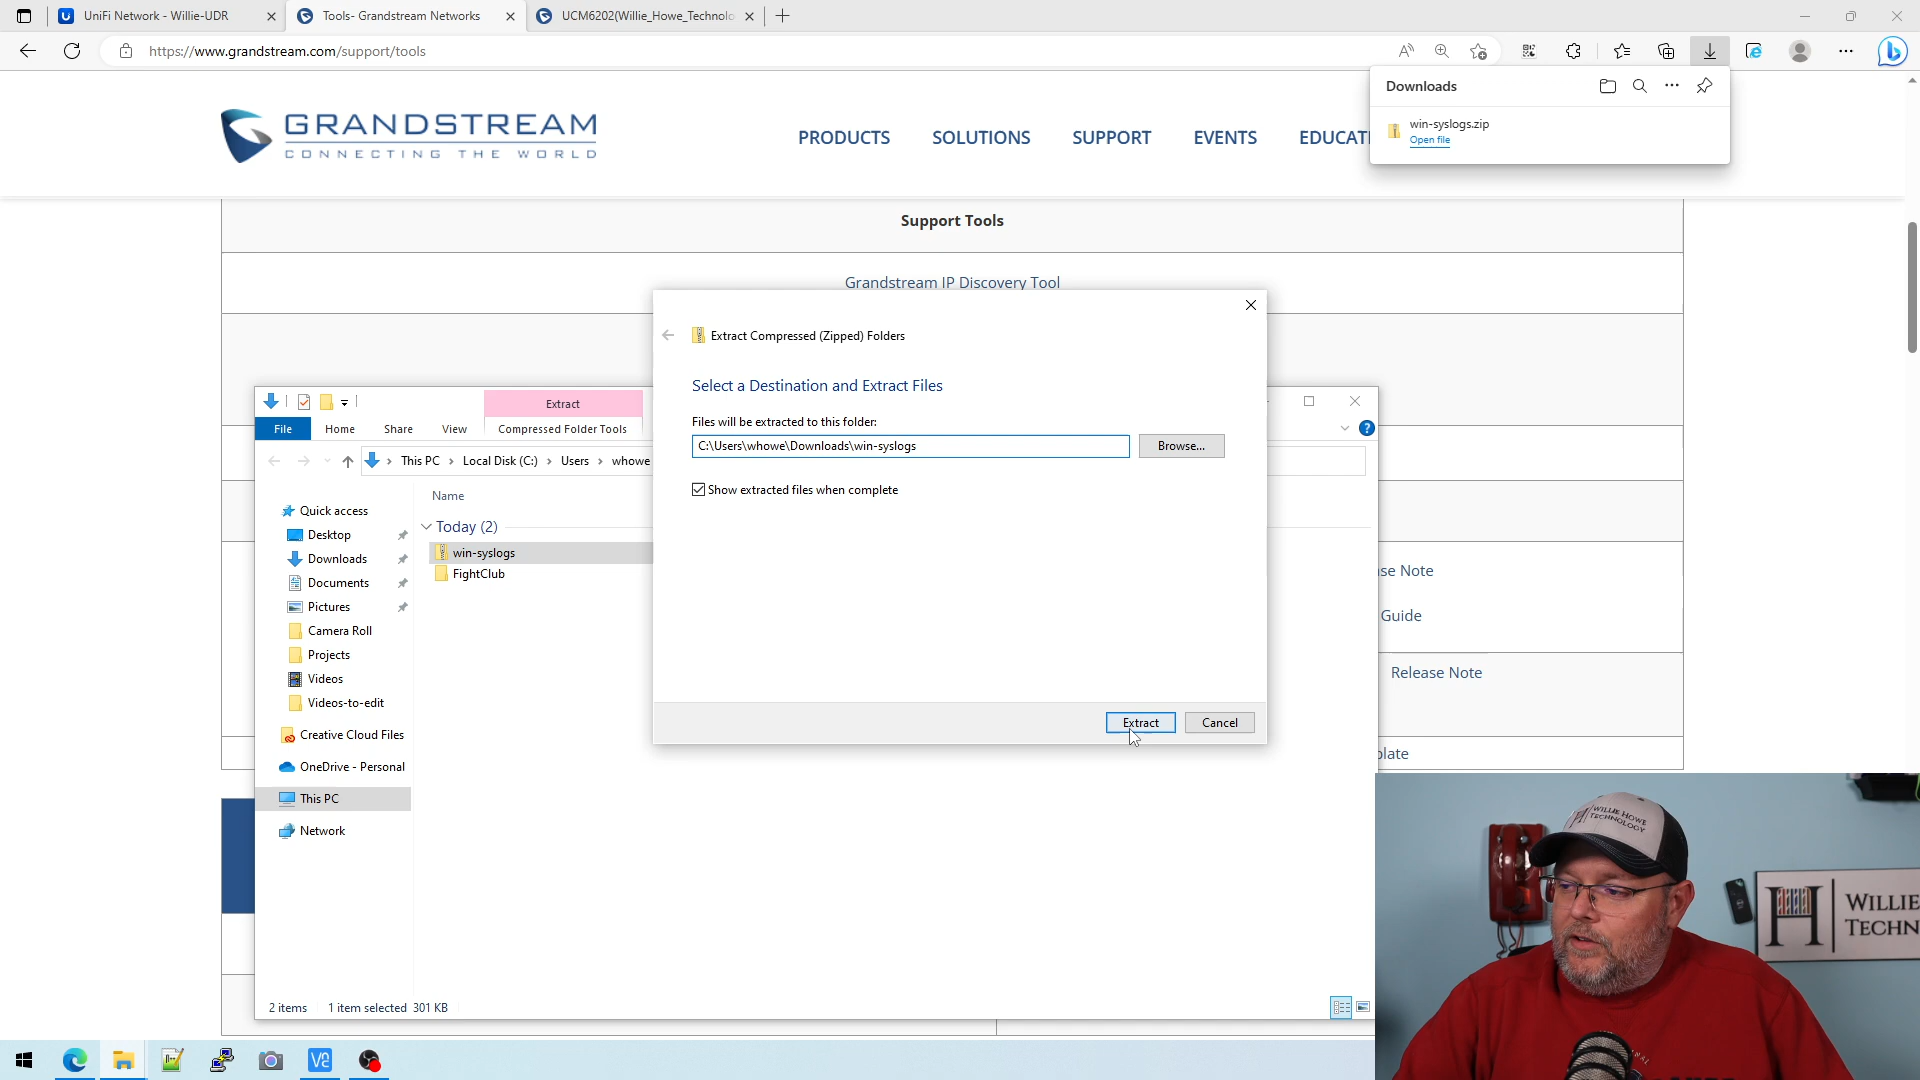 UniFi Network - Willie-UDR
Tools- Grandstream Networks
UCM6202(Willie_Howe_Technolo
https://www.grandstream.com/support/tools
Downloads
win-syslogs.zip
Open file
GRANDSTREAM
CONNECTING THE WORLD
PRODUCTS
SOLUTIONS
SUPPORT
EVENTS
EDUCATI
Support Tools
Grandstream IP Discovery Tool
Extract Compressed (Zipped) Folders
Select a Destination and Extract Files
Files will be extracted to this folder:
C:\Users\whowe\Downloads\win-syslogs
Browse...
Show extracted files when complete
Extract
Cancel
Extract
File
Home
Share
View
Compressed Folder Tools
This PC
Local Disk (C:)
Users
whowe
Name
Quick access
Desktop
Downloads
Documents
Pictures
Camera Roll
Projects
Videos
Videos-to-edit
Creative Cloud Files
OneDrive - Personal
This PC
Network
Today (2)
win-syslogs
FightClub
2 items
1 item selected
301 KB
ase Note
Guide
Release Note
plate
WILLIE HOWE
TECHNOLOGY
WILLIE
TECHN